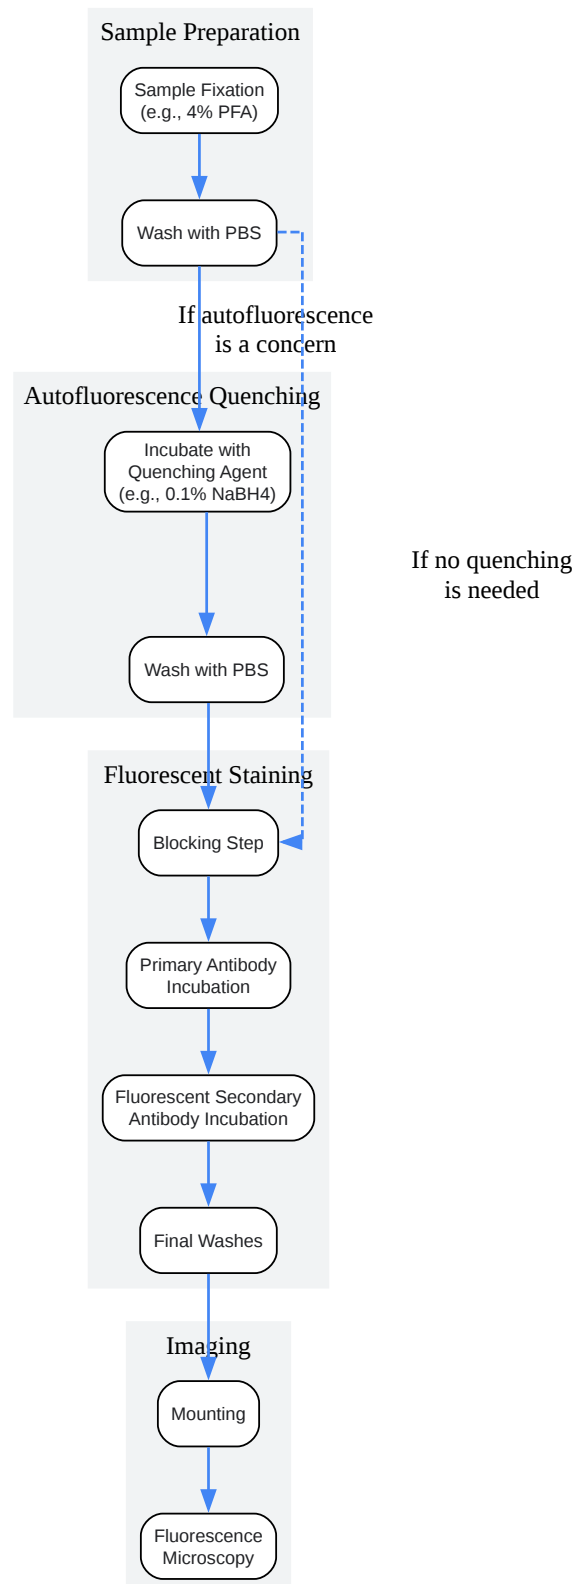 Sample Preparation
Sample Fixation
(e.g., 4% PFA)
Wash with PBS
If autofluorescence
is a concern
Autofluorescence Quenching
Incubate with
Quenching Agent
(e.g., 0.1% NaBH4)
If no quenching
is needed
Wash with PBS
Fluorescent Staining
Blocking Step
Primary Antibody
Incubation
Fluorescent Secondary
Antibody Incubation
Final Washes
Imaging
Mounting
Fluorescence
Microscopy